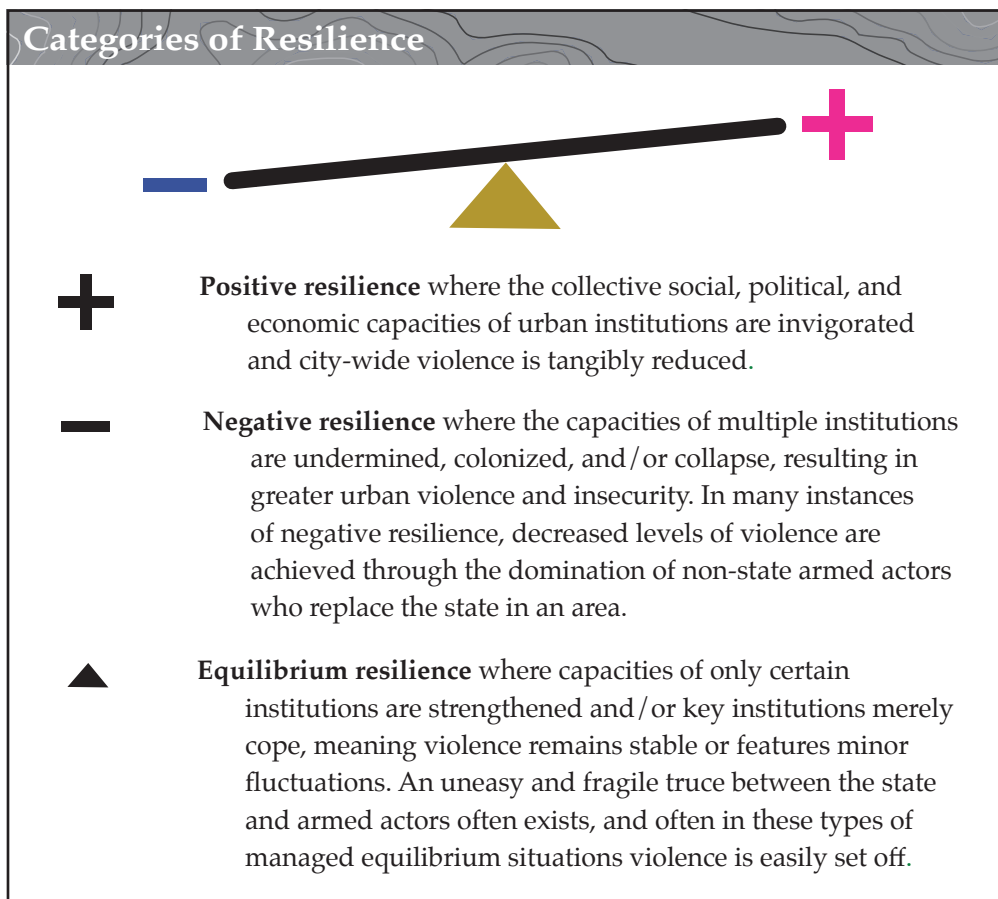 Categories of Resilience
Positive resilience where the collective social, political, and
economic capacities of urban institutions are invigorated
and city-wide violence is tangibly reduced.
Negative resilience where the capacities of multiple institutions
are undermined, colonized, and/or collapse, resulting in
greater urban violence and insecurity. In many instances
of negative resilience, decreased levels of violence are
achieved through the domination of non-state armed actors
who replace the state in an area.
Equilibrium resilience where capacities of only certain
institutions are strengthened and/or key institutions merely
cope, meaning violence remains stable or features minor
fluctuations. An uneasy and fragile truce between the state
and armed actors often exists, and often in these types of
managed equilibrium situations violence is easily set off.